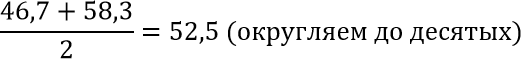 (46,7 + 58,3)/2 = 52,5 (округляем до десятых)